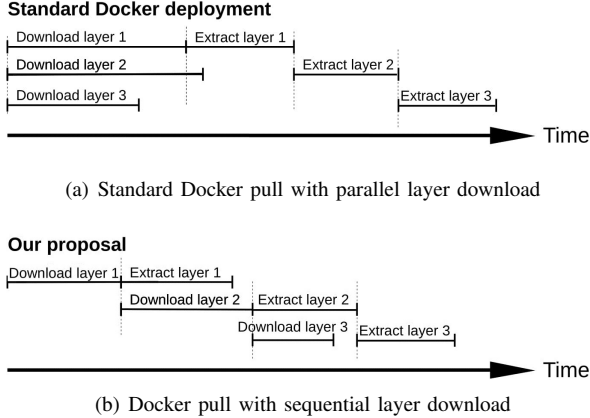 Standard Docker deployment
Download layer 1
Extract layer 1
Download layer 2
Extract layer 2
Download layer 3
Extract layer 3
Time
(a) Standard Docker pull with parallel layer download
Our proposal
Download layer 1
Extract layer 1
Download layer 2
Extract layer 2
Download layer 3
Extract layer 3
Time
(b) Docker pull with sequential layer download